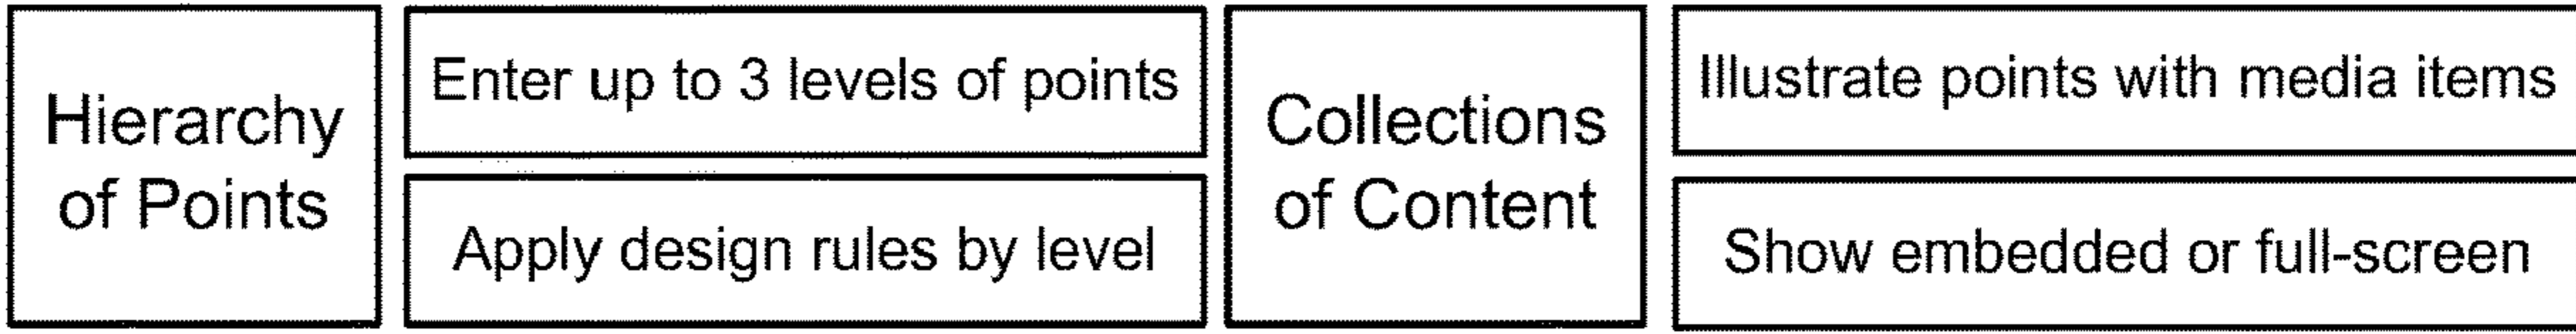 Hierarchy
of Points
Enter up to 3 levels of points
Apply design rules by level
Collections
of Content
Illustrate points with media items
Show embedded or full-screen